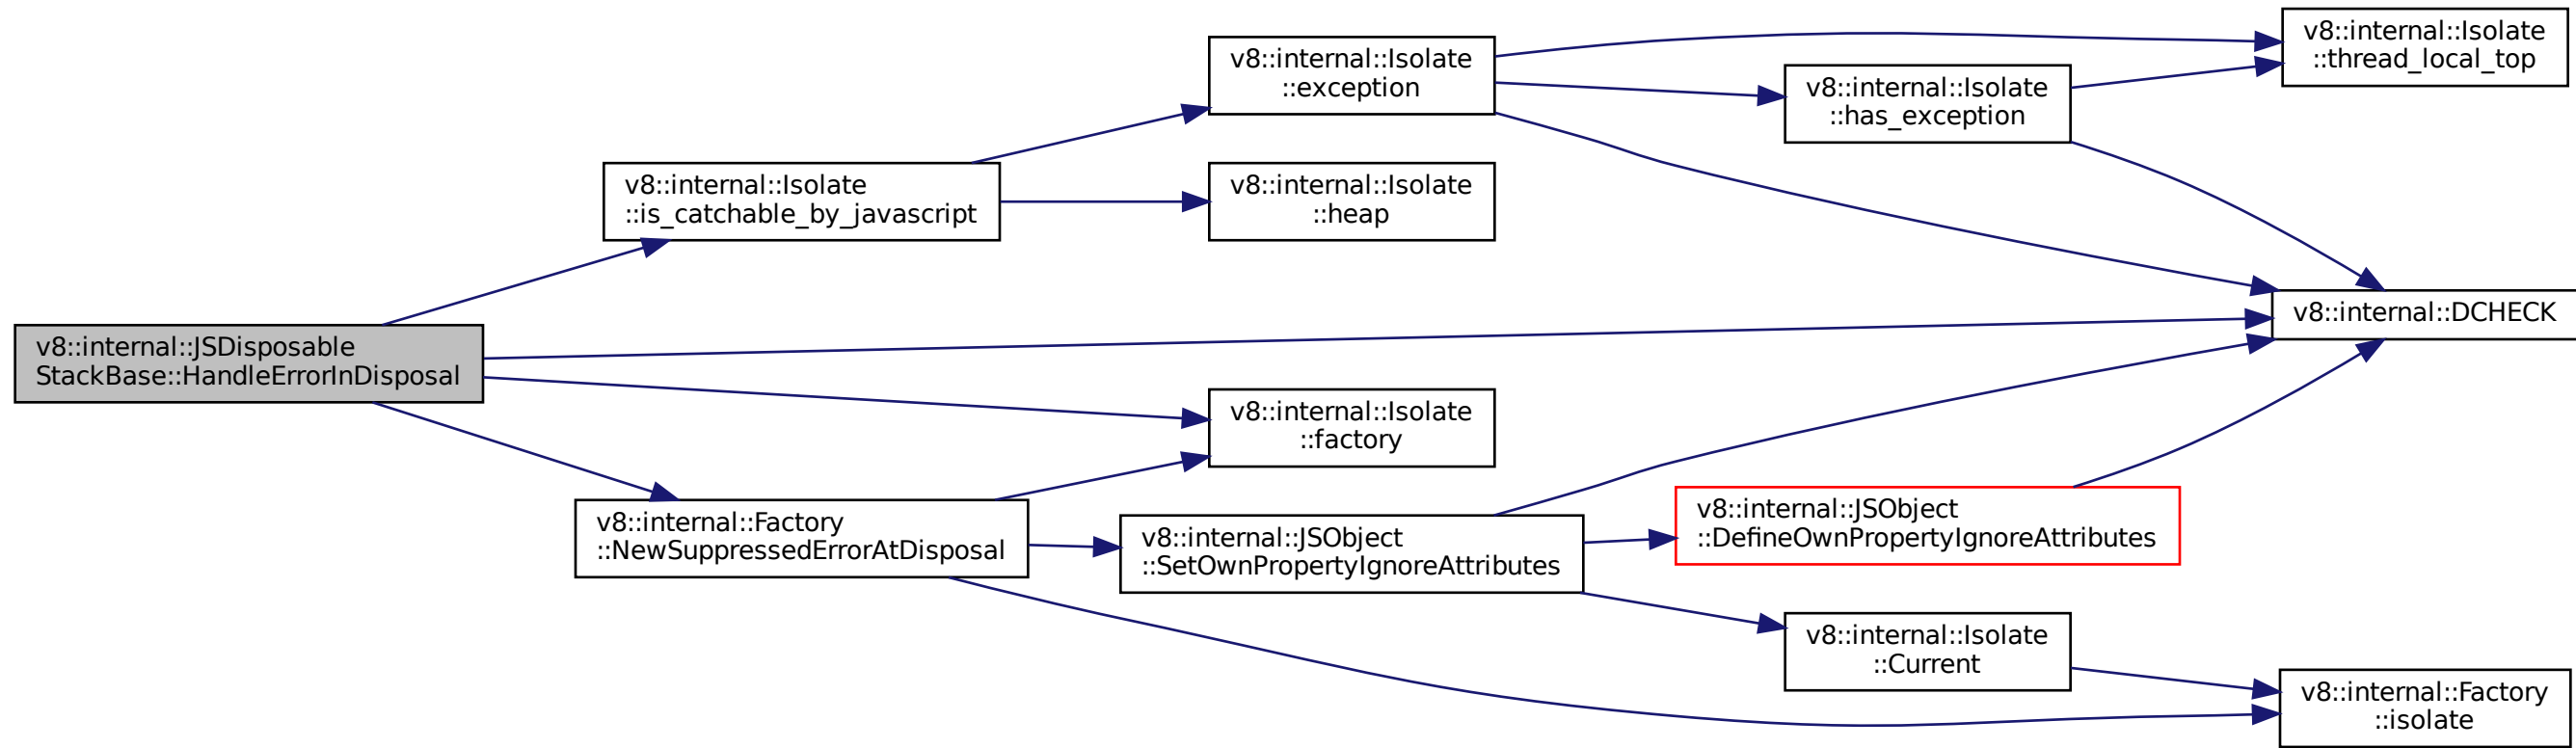 v8::internal::JSDisposable
StackBase::HandleErrorInDisposal
v8::internal::Isolate
::is_catchable_by_javascript
v8::internal::Isolate
::exception
v8::internal::Isolate
::has_exception
v8::internal::Isolate
::thread_local_top
v8::internal::Isolate
::heap
v8::internal::DCHECK
v8::internal::Isolate
::factory
v8::internal::Factory
::NewSuppressedErrorAtDisposal
v8::internal::JSObject
::SetOwnPropertyIgnoreAttributes
v8::internal::JSObject
::DefineOwnPropertyIgnoreAttributes
v8::internal::Isolate
::Current
v8::internal::Factory
::isolate